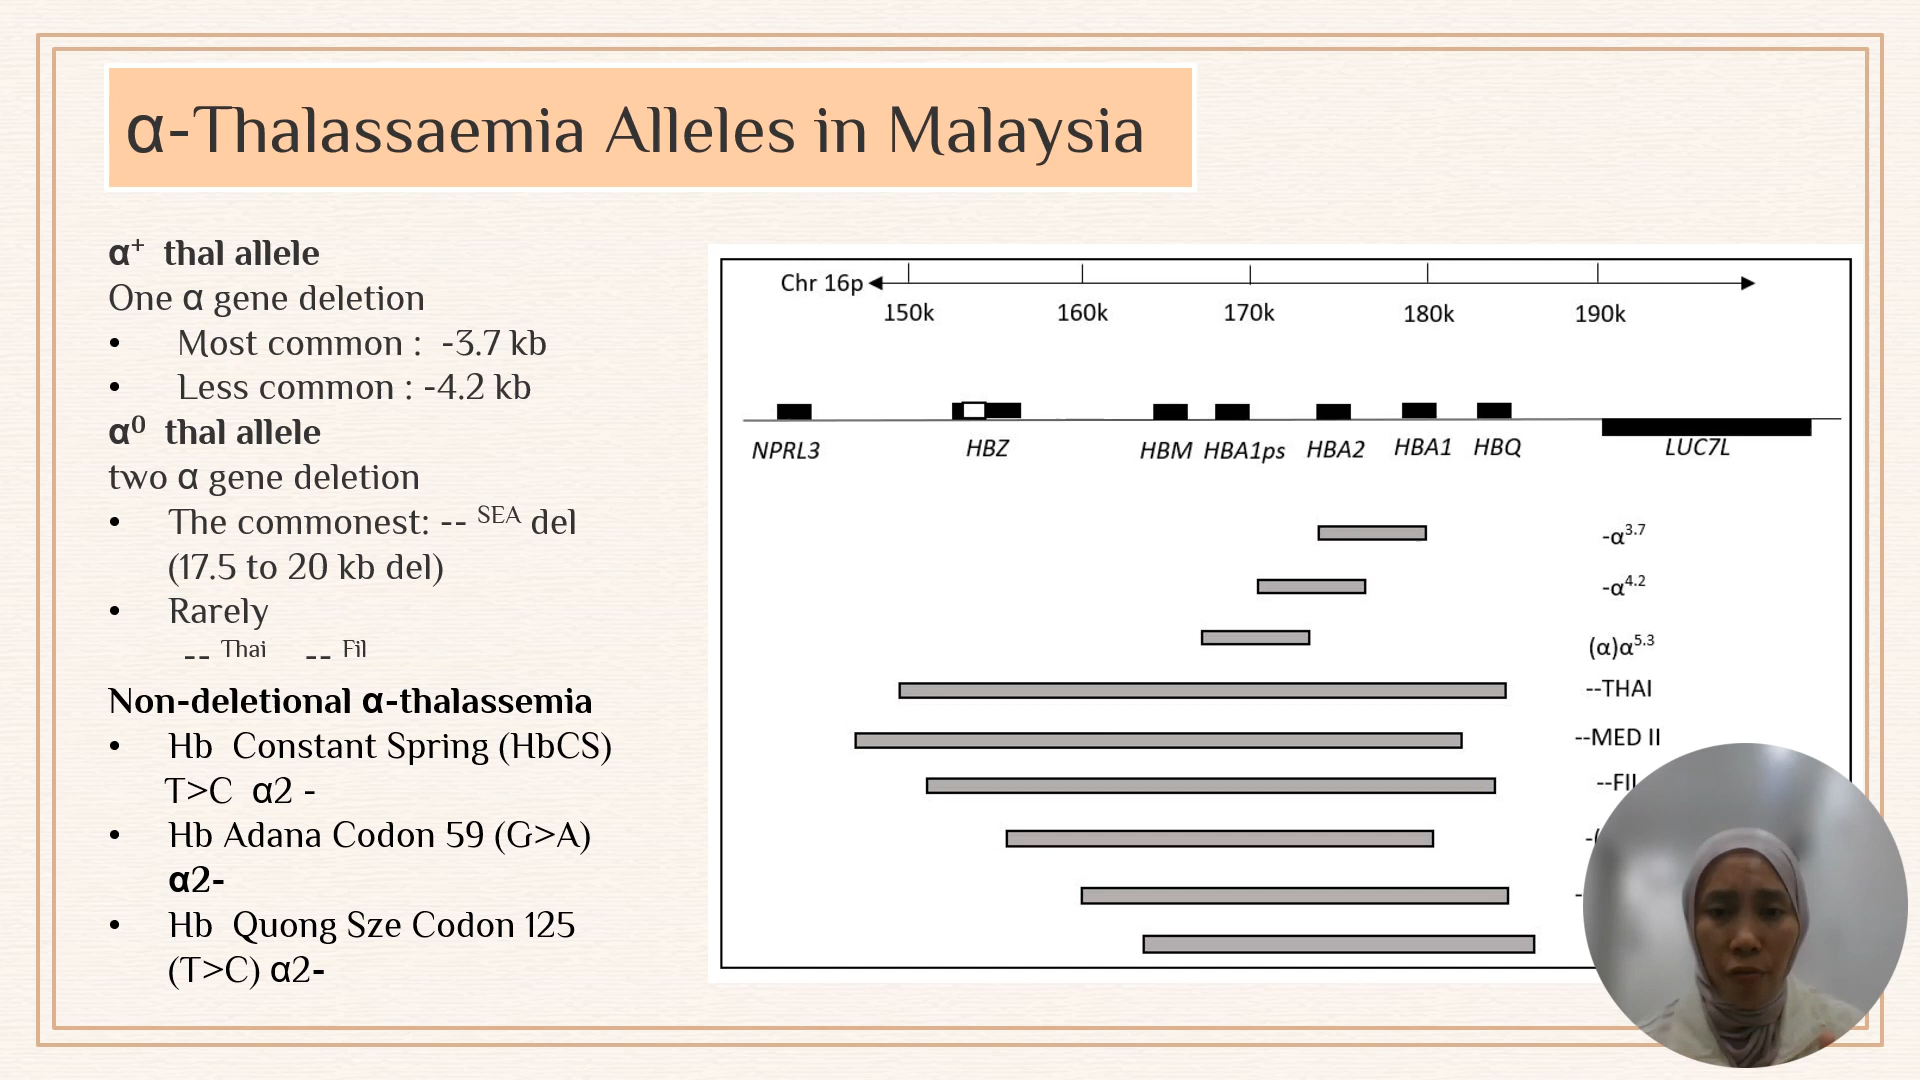 α-Thalassaemia Alleles in Malaysia
α⁺ thal allele
One α gene deletion
• Most common : -3.7 kb
• Less common : -4.2 kb
α⁰ thal allele
two α gene deletion
• The commonest: -- SEA del
(17.5 to 20 kb del)
• Rarely
-- Thai -- Fil
Non-deletional α-thalassemia
• Hb Constant Spring (HbCS)
T>C α2 -
• Hb Adana Codon 59 (G>A)
α2-
• Hb Quong Sze Codon 125
(T>C) α2-
Chr 16p
150k 160k 170k 180k 190k
NPRL3 HBZ HBM HBA1ps HBA2 HBA1 HBQ LUC7L
-α3.7
-α4.2
(α)α5.3
--THAI
--MED II